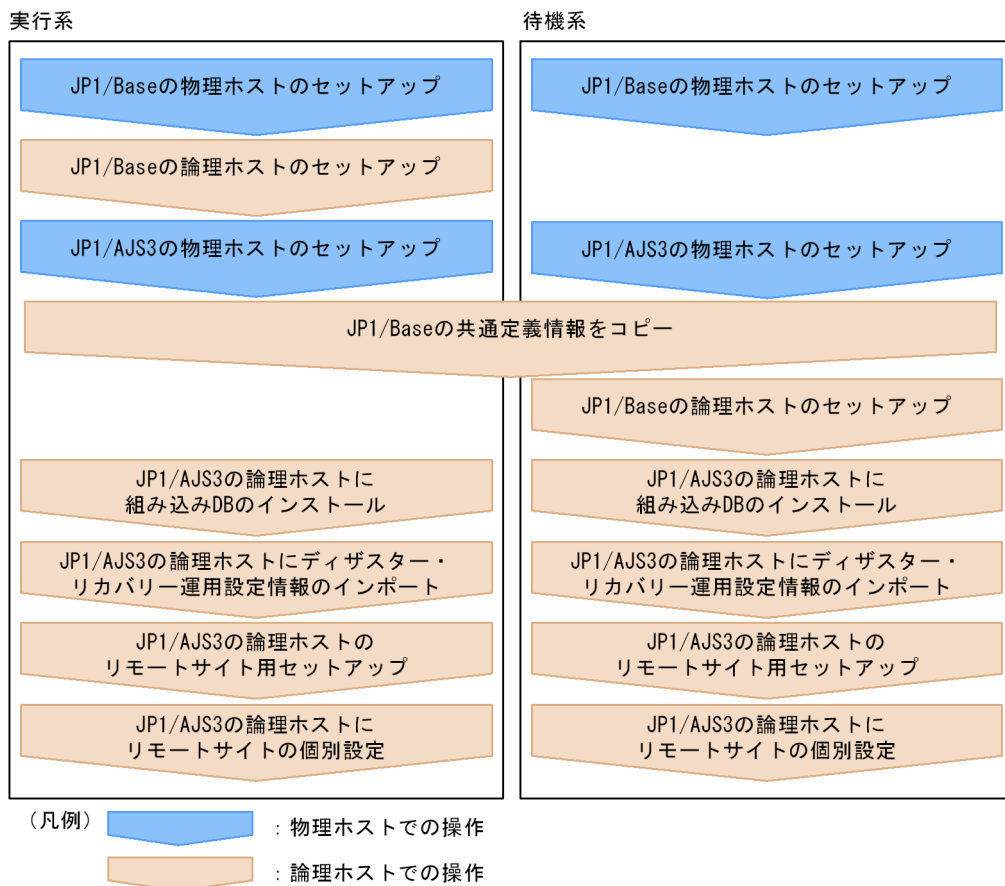 実行系
待機系
JP1/Baseの物理ホストのセットアップ
JP1/Baseの物理ホストのセットアップ
JP1/Baseの論理ホストのセットアップ
JP1/AJS3の物理ホストのセットアップ
JP1/AJS3の物理ホストのセットアップ
JP1/Baseの共通定義情報をコピー
JP1/Baseの論理ホストのセットアップ
JP1/AJS3の論理ホストに
組み込みDBのインストール
JP1/AJS3の論理ホストに
組み込みDBのインストール
JP1/AJS3の論理ホストにディザスター・
リカバリー運用設定情報のインポート
JP1/AJS3の論理ホストにディザスター・
リカバリー運用設定情報のインポート
JP1/AJS3の論理ホストの
リモートサイト用セットアップ
JP1/AJS3の論理ホストの
リモートサイト用セットアップ
JP1/AJS3の論理ホストに
リモートサイトの個別設定
JP1/AJS3の論理ホストに
リモートサイトの個別設定
（凡例）
：物理ホストでの操作
：論理ホストでの操作